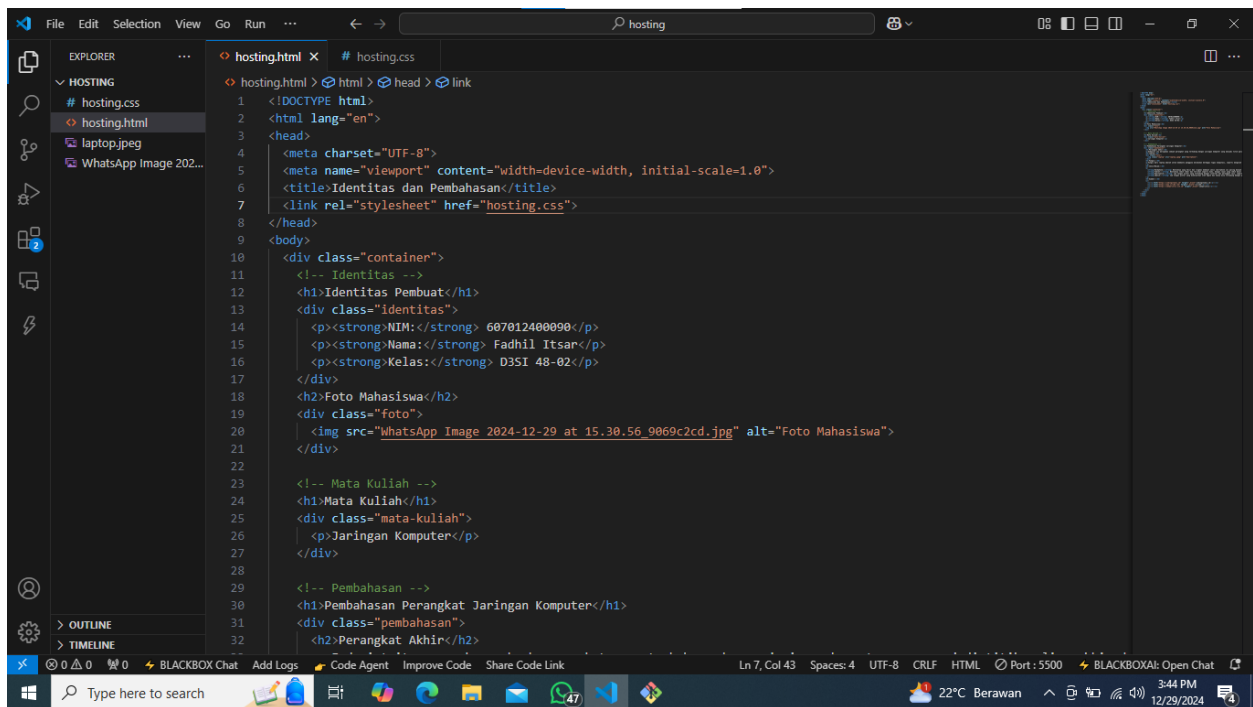 File Edit Selection View Go Run ··· hosting
EXPLORER ···
HOSTING
# hosting.css
<> hosting.html
laptop.jpeg
WhatsApp Image 202...
OUTLINE
TIMELINE
2
<> hosting.html × # hosting.css
<> hosting.html > html > head > link
1 <!DOCTYPE html>
2 <html lang="en">
3 <head>
4 <meta charset="UTF-8">
5 <meta name="viewport" content="width=device-width, initial-scale=1.0">
6 <title>Identitas dan Pembahasan</title>
7 <link rel="stylesheet" href="hosting.css">
8 </head>
9 <body>
10 <div class="container">
11 <!-- Identitas -->
12 <h1>Identitas Pembuat</h1>
13 <div class="identitas">
14 <p><strong>NIM:</strong> 607012400090</p>
15 <p><strong>Nama:</strong> Fadhil Itsar</p>
16 <p><strong>Kelas:</strong> D3SI 48-02</p>
17 </div>
18 <h2>Foto Mahasiswa</h2>
19 <div class="foto">
20 <img src="WhatsApp Image 2024-12-29 at 15.30.56_9069c2cd.jpg" alt="Foto Mahasiswa">
21 </div>
22
23 <!-- Mata Kuliah -->
24 <h1>Mata Kuliah</h1>
25 <div class="mata-kuliah">
26 <p>Jaringan Komputer</p>
27 </div>
28
29 <!-- Pembahasan -->
30 <h1>Pembahasan Perangkat Jaringan Komputer</h1>
31 <div class="pembahasan">
32 <h2>Perangkat Akhir</h2>
0 0 0 BLACKBOX Chat Add Logs Code Agent Improve Code Share Code Link Ln 7, Col 43 Spaces: 4 UTF-8 CRLF HTML Port : 5500 BLACKBOXAI: Open Chat
Type here to search 47 22°C Berawan 3:44 PM
12/29/2024 4